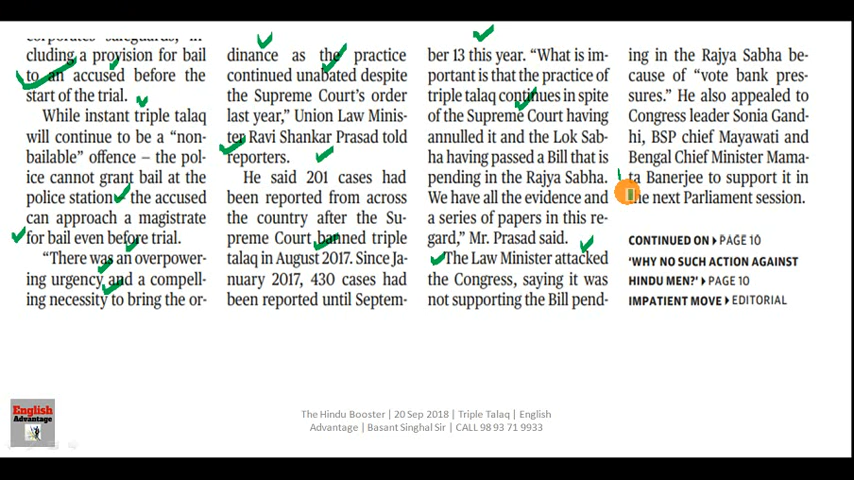 corporates safeguards, in-
cluding a provision for bail
to an accused before the
start of the trial.
While instant triple talaq
will continue to be a “non-
bailable” offence – the pol-
ice cannot grant bail at the
police station – the accused
can approach a magistrate
for bail even before trial.
“There was an overpower-
ing urgency and a compell-
ing necessity to bring the or-
dinance as the practice
continued unabated despite
the Supreme Court’s order
last year,” Union Law Minis-
ter Ravi Shankar Prasad told
reporters.
He said 201 cases had
been reported from across
the country after the Su-
preme Court banned triple
talaq in August 2017. Since Ja-
nuary 2017, 430 cases had
been reported until Septem-
ber 13 this year. “What is im-
portant is that the practice of
triple talaq continues in spite
of the Supreme Court having
annulled it and the Lok Sab-
ha having passed a Bill that is
pending in the Rajya Sabha.
We have all the evidence and
a series of papers in this re-
gard,” Mr. Prasad said.
The Law Minister attacked
the Congress, saying it was
not supporting the Bill pend-
ing in the Rajya Sabha be-
cause of “vote bank pres-
sures.” He also appealed to
Congress leader Sonia Gand-
hi, BSP chief Mayawati and
Bengal Chief Minister Mama-
ta Banerjee to support it in
the next Parliament session.
CONTINUED ON PAGE 10
‘WHY NO SUCH ACTION AGAINST
HINDU MEN?’ PAGE 10
IMPATIENT MOVE EDITORIAL
English
Advantage
The Hindu Booster | 20 Sep 2018 | Triple Talaq | English
Advantage | Basant Singhal Sir | CALL 98 93 71 9933